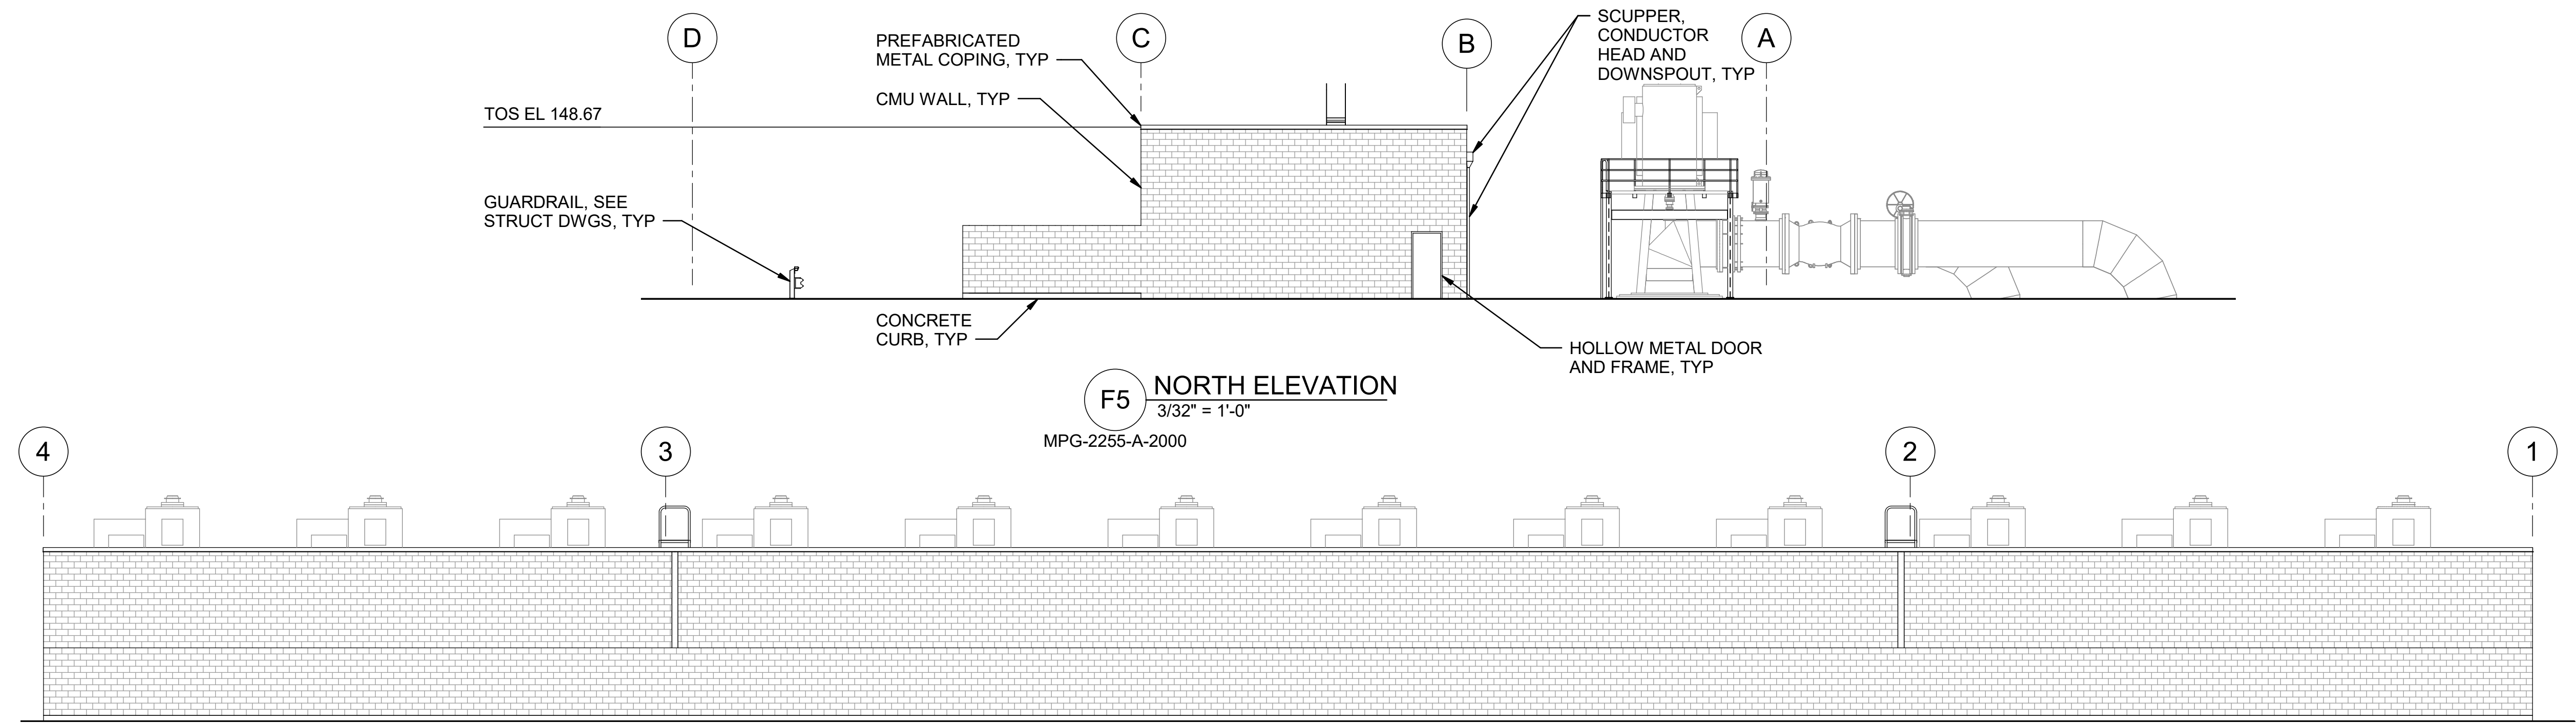 D
C
B
A
PREFABRICATED
METAL COPING, TYP
CMU WALL, TYP
SCUPPER,
CONDUCTOR
HEAD AND
DOWNSPOUT, TYP
TOS EL 148.67
GUARDRAIL, SEE
STRUCT DWGS, TYP
CONCRETE
CURB, TYP
HOLLOW METAL DOOR
AND FRAME, TYP
F5
NORTH ELEVATION
3/32" = 1'-0"
MPG-2255-A-2000
4
3
2
1